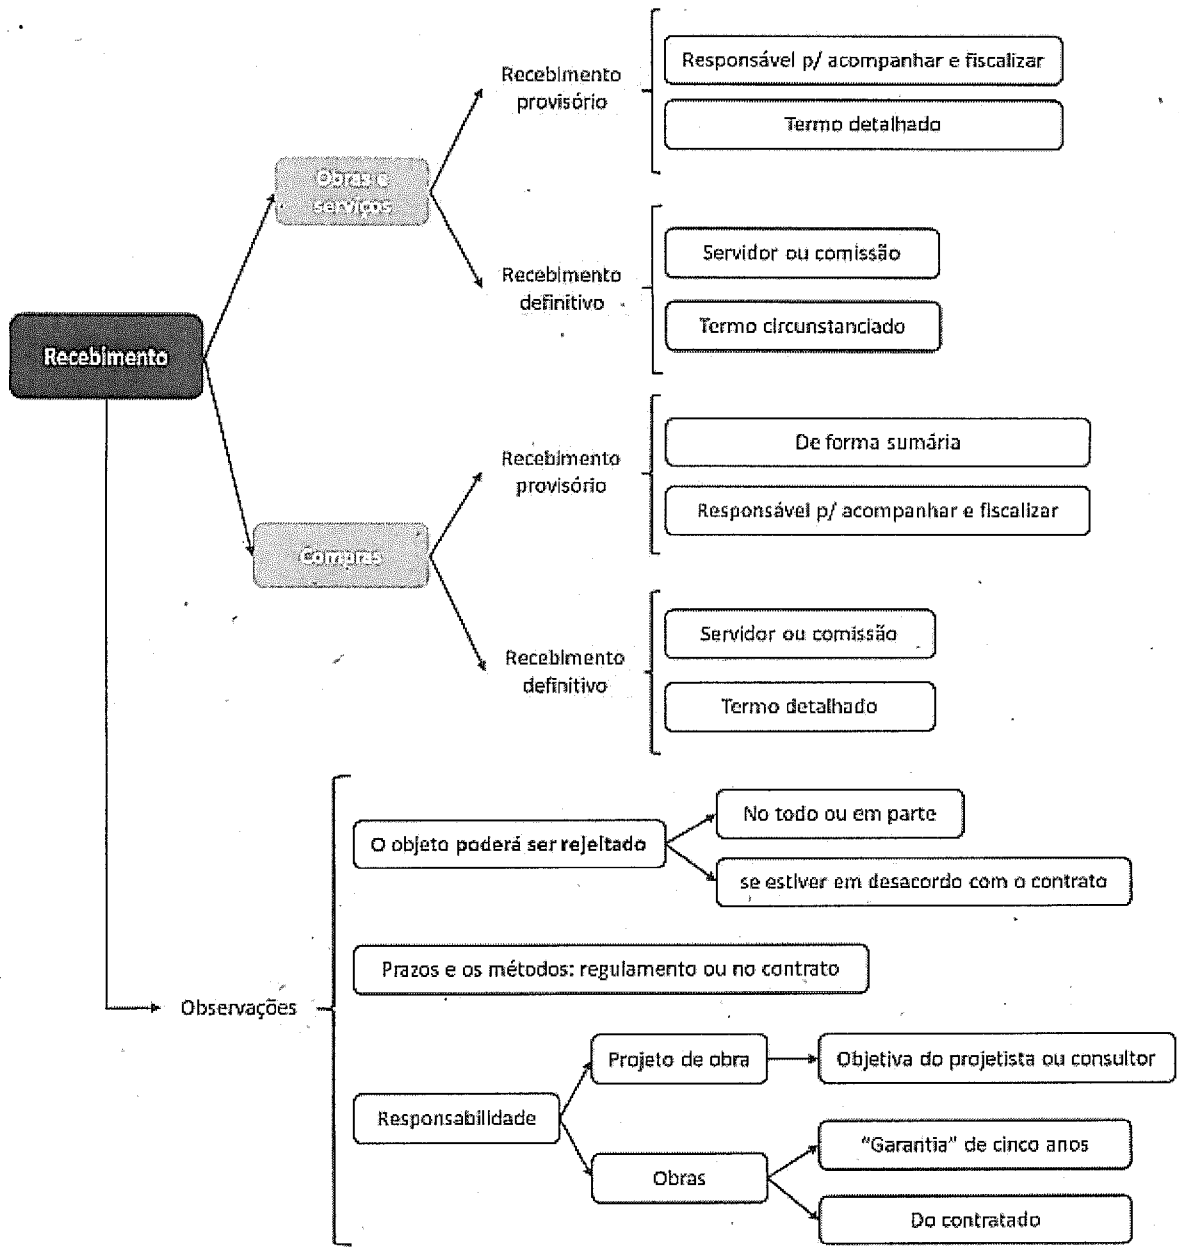 Recebimento
Obras e
serviços
Recebimento
provisório
Responsável p/ acompanhar e fiscalizar
Termo detalhado
Recebimento
definitivo
Servidor ou comissão
Termo circunstanciado
Compras
Recebimento
provisório
De forma sumária
Responsável p/ acompanhar e fiscalizar
Recebimento
definitivo
Servidor ou comissão
Termo detalhado
Observações
O objeto poderá ser rejeitado
No todo ou em parte
se estiver em desacordo com o contrato
Prazos e os métodos: regulamento ou no contrato
Responsabilidade
Projeto de obra
Objetiva do projetista ou consultor
Obras
“Garantia” de cinco anos
Do contratado